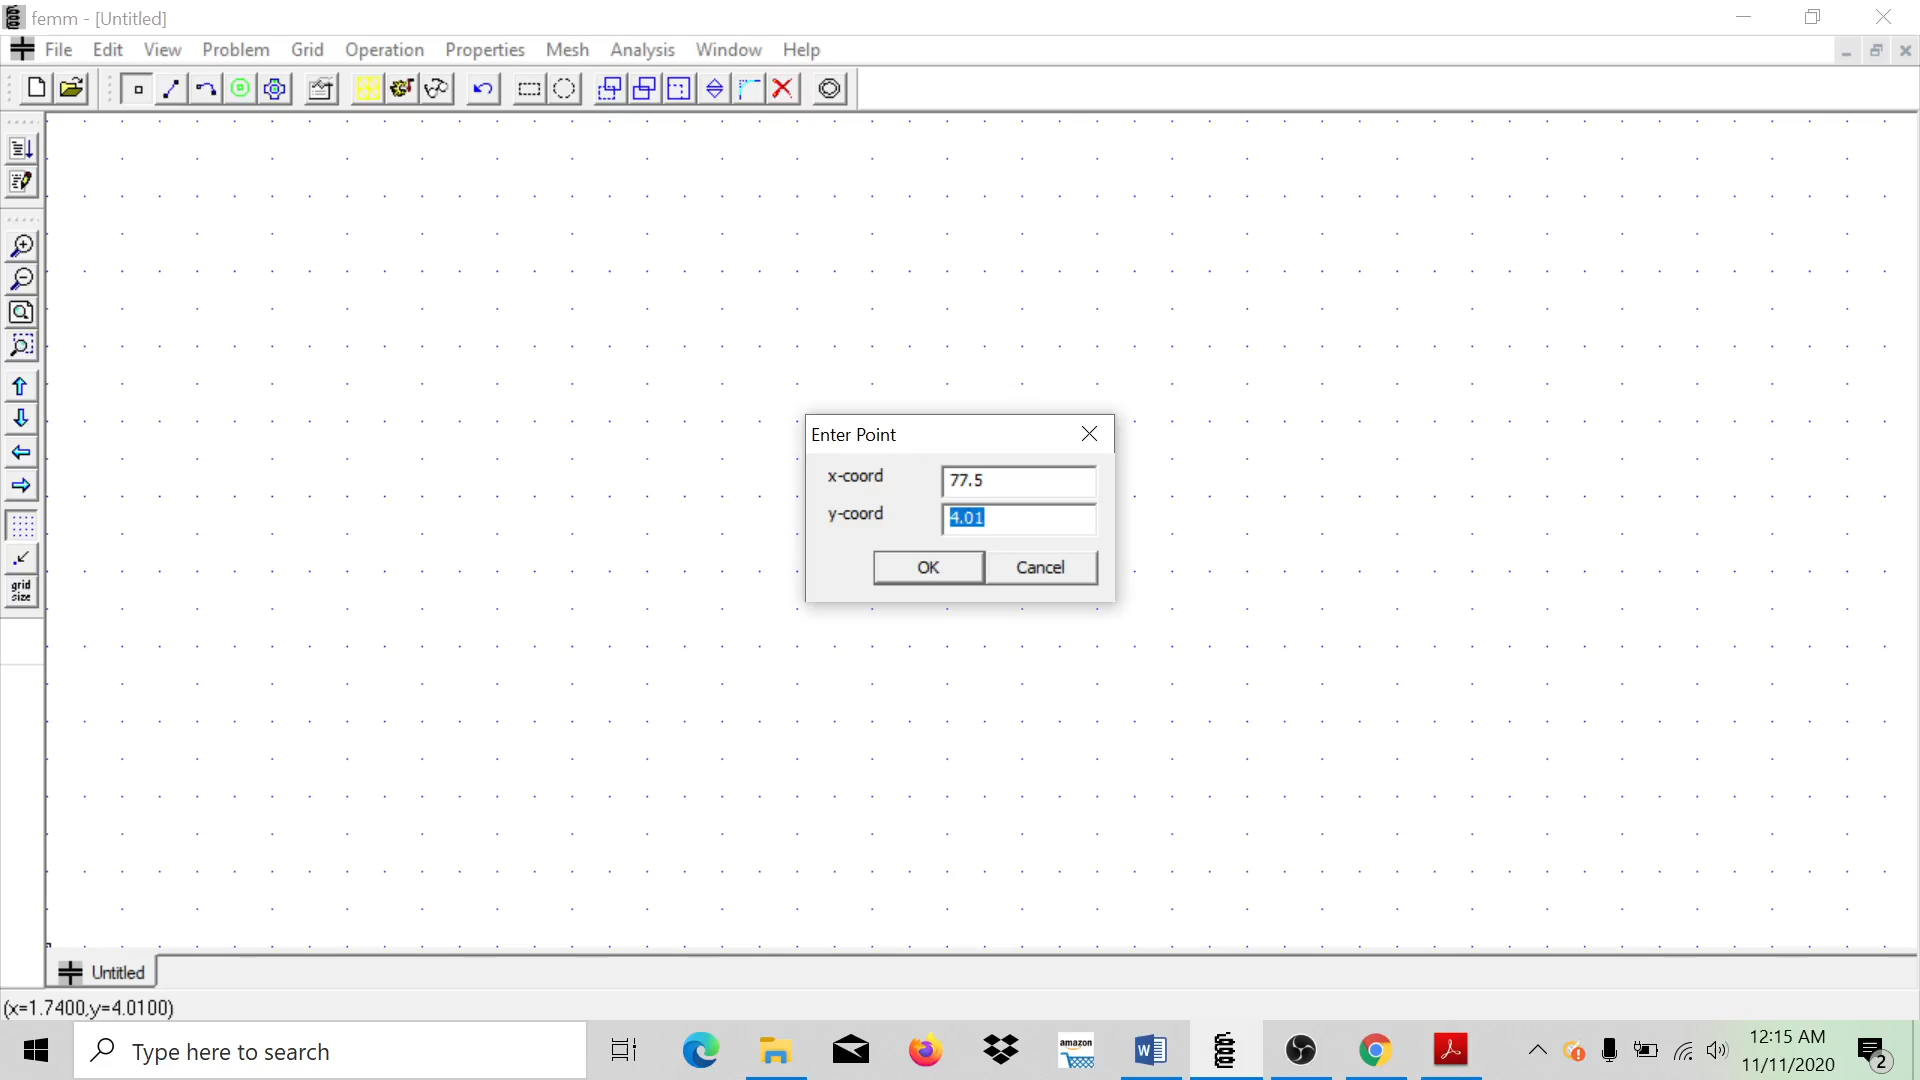 femm - [Untitled]
File Edit View Problem Grid Operation Properties Mesh Analysis Window Help
Enter Point
x-coord 77.5
y-coord 4.01
OK Cancel
grid
size
Untitled
(x=1.7400,y=4.0100)
Type here to search
amazon
W
12:15 AM
11/11/2020
2